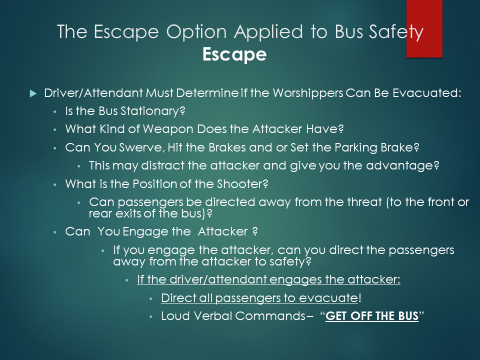 The Escape Option Applied to Bus Safety
Escape
Driver/Attendant Must Determine if the Worshippers Can Be Evacuated:
Is the Bus Stationary?
What Kind of Weapon Does the Attacker Have?
Can You Swerve, Hit the Brakes and or Set the Parking Brake?
This may distract the attacker and give you the advantage?
What is the Position of the Shooter?
Can passengers be directed away from the threat (to the front or
rear exits of the bus)?
Can You Engage the Attacker ?
If you engage the attacker, can you direct the passengers
away from the attacker to safety?
If the driver/attendant engages the attacker:
Direct all passengers to evacuate!
Loud Verbal Commands – “GET OFF THE BUS”